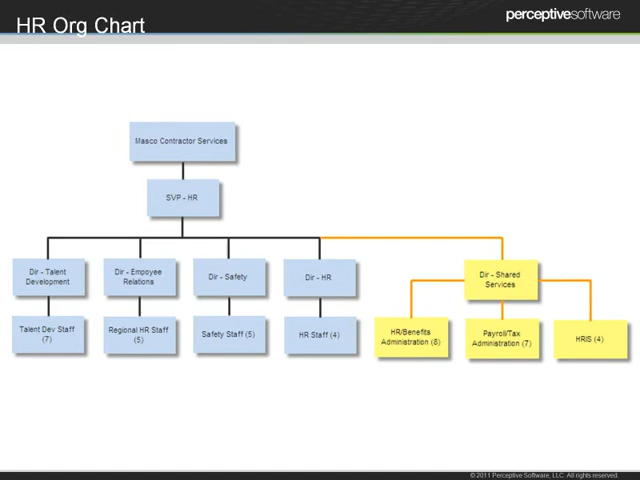 HR Org Chart
perceptivesoftware
Masco Contractor Services
SVP - HR
Dir - Talent
Development
Dir - Empoyee
Relations
Dir - Safety
Dir - HR
Dir - Shared
Services
Talent Dev Staff
(7)
Regional HR Staff
(5)
Safety Staff (5)
HR Staff (4)
HR/Benefits
Administration (8)
Payroll/Tax
Administration (7)
HRIS (4)
© 2011 Perceptive Software, LLC. All rights reserved.